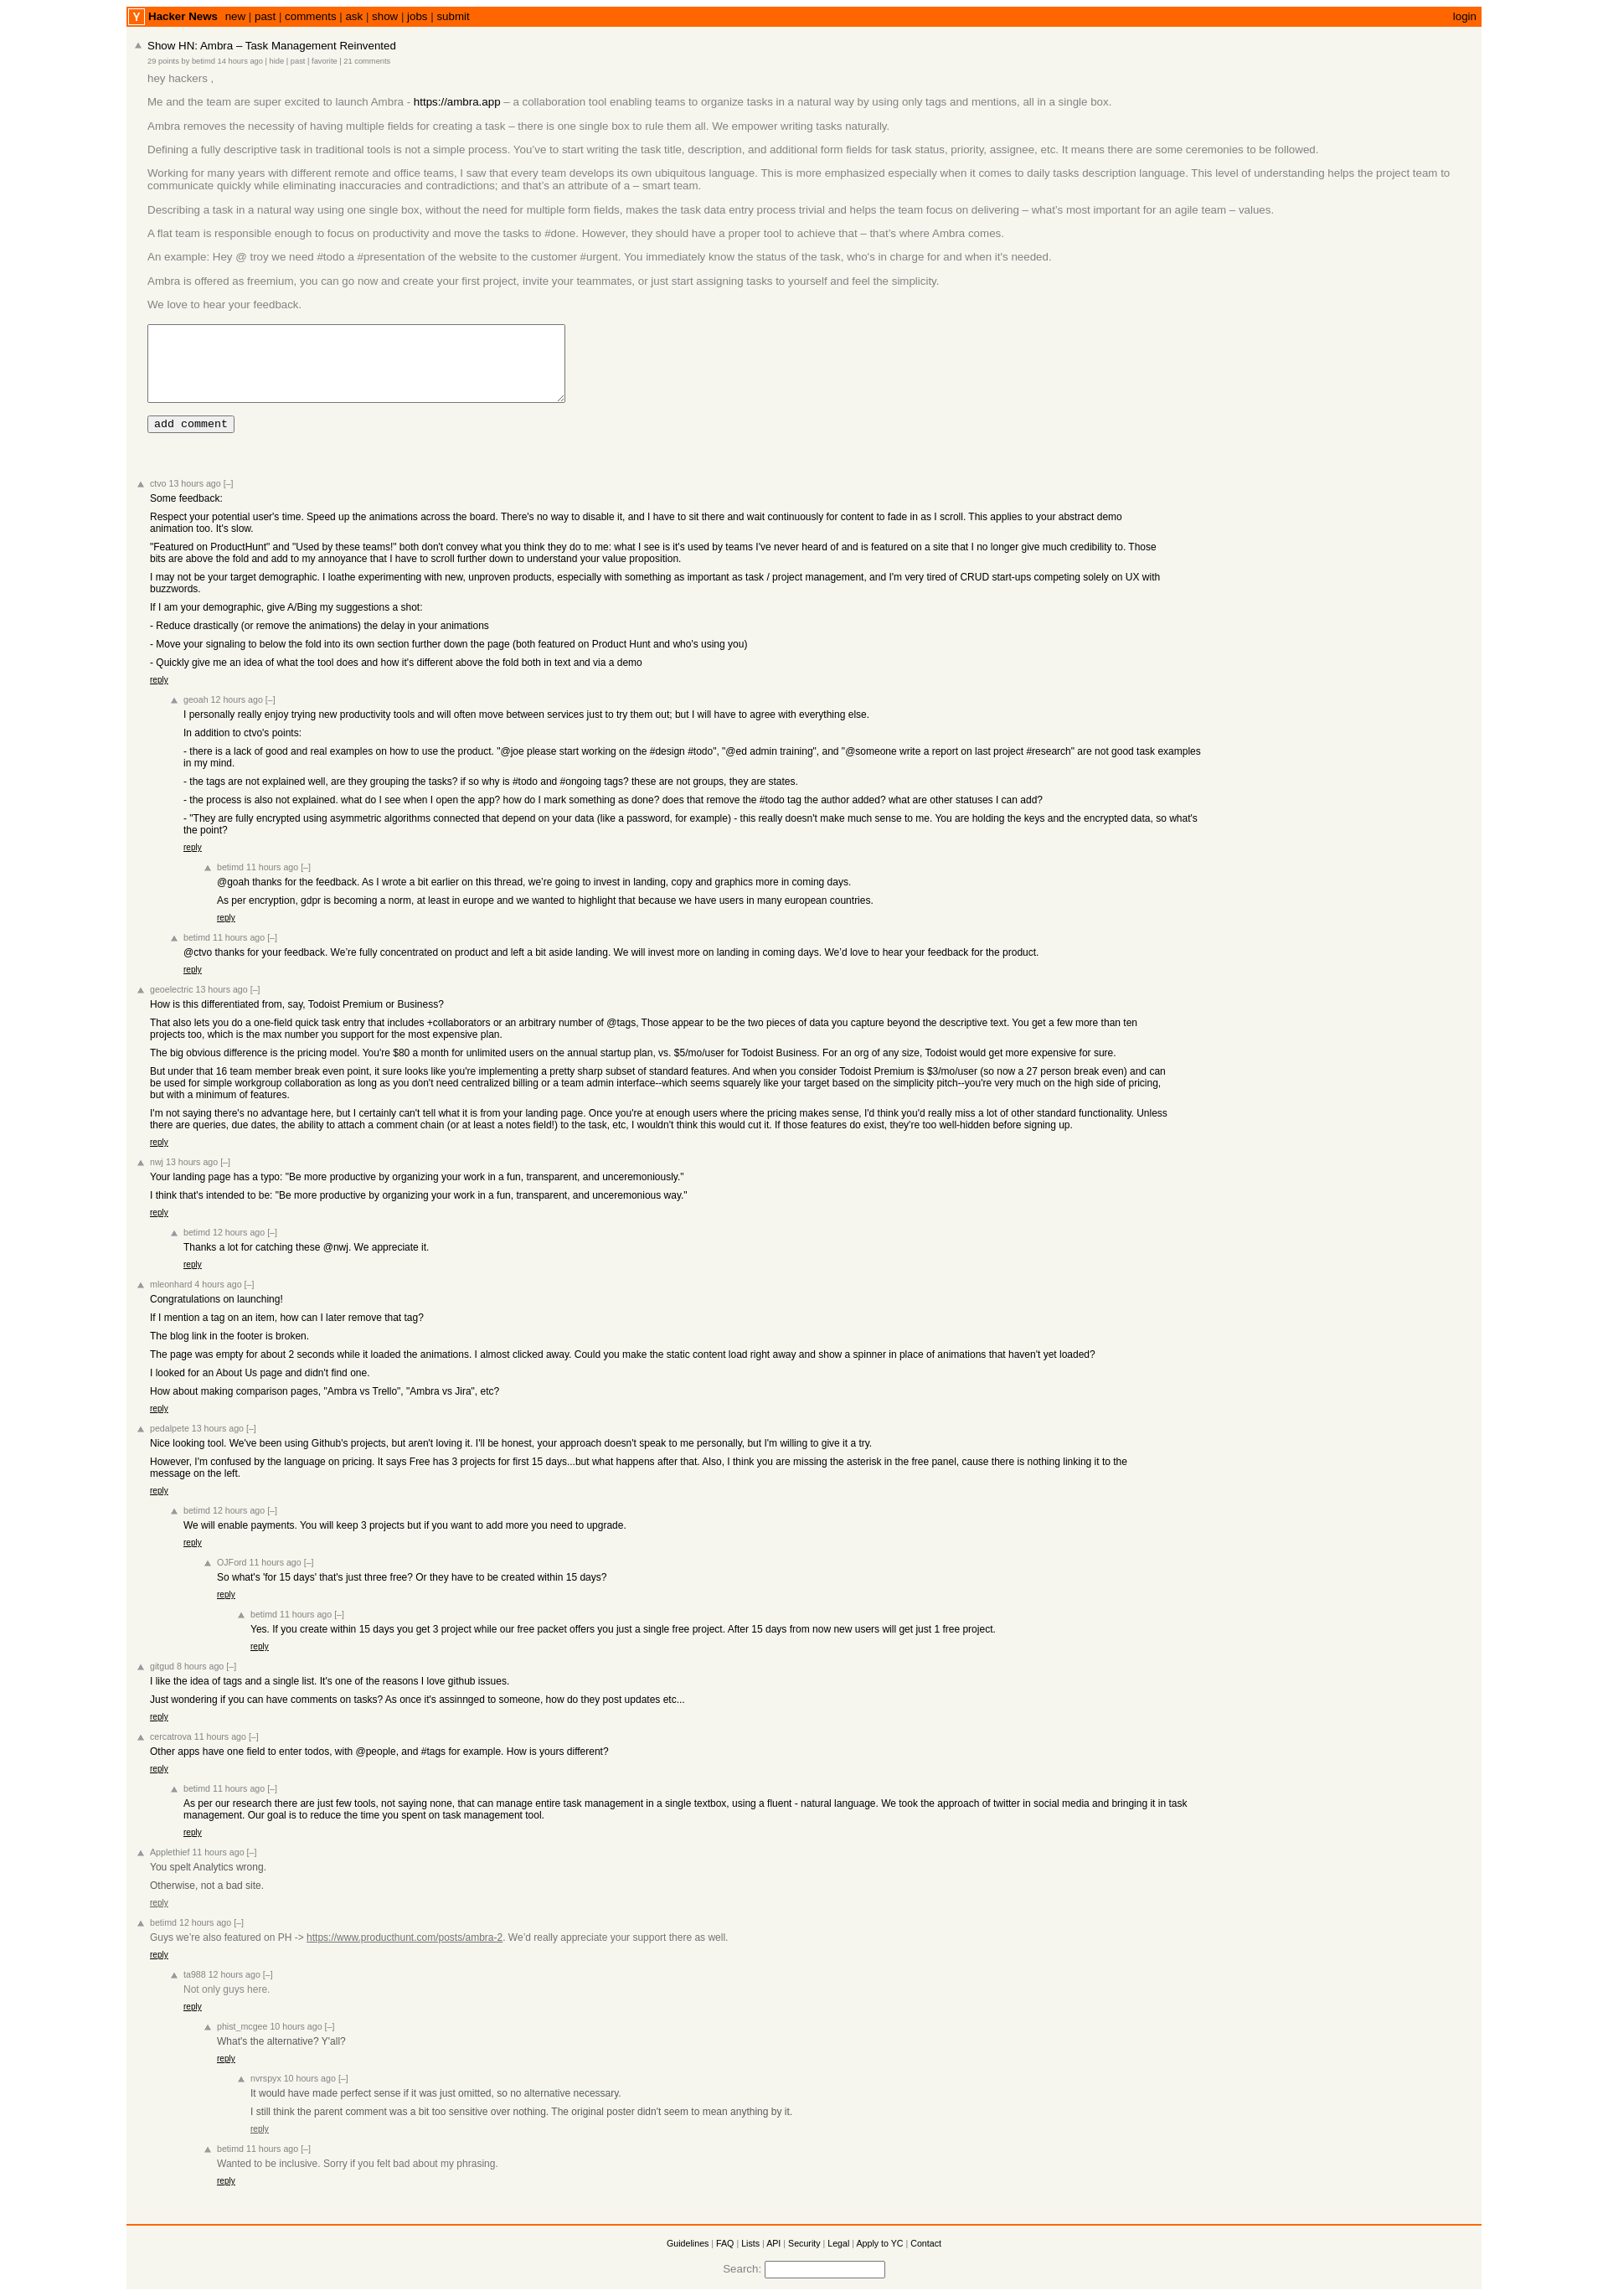 Y Hacker News new | past | comments | ask | show | jobs | submit login
Show HN: Ambra – Task Management Reinvented
29 points by betimd 14 hours ago | hide | past | favorite | 21 comments
hey hackers ,
Me and the team are super excited to launch Ambra - https://ambra.app – a collaboration tool enabling teams to organize tasks in a natural way by using only tags and mentions, all in a single box.
Ambra removes the necessity of having multiple fields for creating a task – there is one single box to rule them all. We empower writing tasks naturally.
Defining a fully descriptive task in traditional tools is not a simple process. You’ve to start writing the task title, description, and additional form fields for task status, priority, assignee, etc. It means there are some ceremonies to be followed.
Working for many years with different remote and office teams, I saw that every team develops its own ubiquitous language. This is more emphasized especially when it comes to daily tasks description language. This level of understanding helps the project team to
communicate quickly while eliminating inaccuracies and contradictions; and that’s an attribute of a – smart team.
Describing a task in a natural way using one single box, without the need for multiple form fields, makes the task data entry process trivial and helps the team focus on delivering – what's most important for an agile team – values.
A flat team is responsible enough to focus on productivity and move the tasks to #done. However, they should have a proper tool to achieve that – that’s where Ambra comes.
An example: Hey @ troy we need #todo a #presentation of the website to the customer #urgent. You immediately know the status of the task, who's in charge for and when it's needed.
Ambra is offered as freemium, you can go now and create your first project, invite your teammates, or just start assigning tasks to yourself and feel the simplicity.
We love to hear your feedback.
add comment
ctvo 13 hours ago [–]
Some feedback:
Respect your potential user's time. Speed up the animations across the board. There's no way to disable it, and I have to sit there and wait continuously for content to fade in as I scroll. This applies to your abstract demo
animation too. It's slow.
"Featured on ProductHunt" and "Used by these teams!" both don't convey what you think they do to me: what I see is it's used by teams I've never heard of and is featured on a site that I no longer give much credibility to. Those
bits are above the fold and add to my annoyance that I have to scroll further down to understand your value proposition.
I may not be your target demographic. I loathe experimenting with new, unproven products, especially with something as important as task / project management, and I'm very tired of CRUD start-ups competing solely on UX with
buzzwords.
If I am your demographic, give A/Bing my suggestions a shot:
- Reduce drastically (or remove the animations) the delay in your animations
- Move your signaling to below the fold into its own section further down the page (both featured on Product Hunt and who's using you)
- Quickly give me an idea of what the tool does and how it's different above the fold both in text and via a demo
reply
geoah 12 hours ago [–]
I personally really enjoy trying new productivity tools and will often move between services just to try them out; but I will have to agree with everything else.
In addition to ctvo's points:
- there is a lack of good and real examples on how to use the product. "@joe please start working on the #design #todo", "@ed admin training", and "@someone write a report on last project #research" are not good task examples
in my mind.
- the tags are not explained well, are they grouping the tasks? if so why is #todo and #ongoing tags? these are not groups, they are states.
- the process is also not explained. what do I see when I open the app? how do I mark something as done? does that remove the #todo tag the author added? what are other statuses I can add?
- "They are fully encrypted using asymmetric algorithms connected that depend on your data (like a password, for example) - this really doesn't make much sense to me. You are holding the keys and the encrypted data, so what's
the point?
reply
betimd 11 hours ago [–]
@goah thanks for the feedback. As I wrote a bit earlier on this thread, we’re going to invest in landing, copy and graphics more in coming days.
As per encryption, gdpr is becoming a norm, at least in europe and we wanted to highlight that because we have users in many european countries.
reply
betimd 11 hours ago [–]
@ctvo thanks for your feedback. We’re fully concentrated on product and left a bit aside landing. We will invest more on landing in coming days. We’d love to hear your feedback for the product.
reply
geoelectric 13 hours ago [–]
How is this differentiated from, say, Todoist Premium or Business?
That also lets you do a one-field quick task entry that includes +collaborators or an arbitrary number of @tags, Those appear to be the two pieces of data you capture beyond the descriptive text. You get a few more than ten
projects too, which is the max number you support for the most expensive plan.
The big obvious difference is the pricing model. You're $80 a month for unlimited users on the annual startup plan, vs. $5/mo/user for Todoist Business. For an org of any size, Todoist would get more expensive for sure.
But under that 16 team member break even point, it sure looks like you're implementing a pretty sharp subset of standard features. And when you consider Todoist Premium is $3/mo/user (so now a 27 person break even) and can
be used for simple workgroup collaboration as long as you don't need centralized billing or a team admin interface--which seems squarely like your target based on the simplicity pitch--you're very much on the high side of pricing,
but with a minimum of features.
I'm not saying there's no advantage here, but I certainly can't tell what it is from your landing page. Once you're at enough users where the pricing makes sense, I'd think you'd really miss a lot of other standard functionality. Unless
there are queries, due dates, the ability to attach a comment chain (or at least a notes field!) to the task, etc, I wouldn't think this would cut it. If those features do exist, they're too well-hidden before signing up.
reply
nwj 13 hours ago [–]
Your landing page has a typo: "Be more productive by organizing your work in a fun, transparent, and unceremoniously."
I think that's intended to be: "Be more productive by organizing your work in a fun, transparent, and unceremonious way."
reply
betimd 12 hours ago [–]
Thanks a lot for catching these @nwj. We appreciate it.
reply
mleonhard 4 hours ago [–]
Congratulations on launching!
If I mention a tag on an item, how can I later remove that tag?
The blog link in the footer is broken.
The page was empty for about 2 seconds while it loaded the animations. I almost clicked away. Could you make the static content load right away and show a spinner in place of animations that haven't yet loaded?
I looked for an About Us page and didn't find one.
How about making comparison pages, "Ambra vs Trello", "Ambra vs Jira", etc?
reply
pedalpete 13 hours ago [–]
Nice looking tool. We've been using Github's projects, but aren't loving it. I'll be honest, your approach doesn't speak to me personally, but I'm willing to give it a try.
However, I'm confused by the language on pricing. It says Free has 3 projects for first 15 days...but what happens after that. Also, I think you are missing the asterisk in the free panel, cause there is nothing linking it to the
message on the left.
reply
betimd 12 hours ago [–]
We will enable payments. You will keep 3 projects but if you want to add more you need to upgrade.
reply
OJFord 11 hours ago [–]
So what's 'for 15 days' that's just three free? Or they have to be created within 15 days?
reply
betimd 11 hours ago [–]
Yes. If you create within 15 days you get 3 project while our free packet offers you just a single free project. After 15 days from now new users will get just 1 free project.
reply
gitgud 8 hours ago [–]
I like the idea of tags and a single list. It's one of the reasons I love github issues.
Just wondering if you can have comments on tasks? As once it's assinnged to someone, how do they post updates etc...
reply
cercatrova 11 hours ago [–]
Other apps have one field to enter todos, with @people, and #tags for example. How is yours different?
reply
betimd 11 hours ago [–]
As per our research there are just few tools, not saying none, that can manage entire task management in a single textbox, using a fluent - natural language. We took the approach of twitter in social media and bringing it in task
management. Our goal is to reduce the time you spent on task management tool.
reply
Applethief 11 hours ago [–]
You spelt Analytics wrong.
Otherwise, not a bad site.
reply
betimd 12 hours ago [–]
Guys we’re also featured on PH -> https://www.producthunt.com/posts/ambra-2. We’d really appreciate your support there as well.
reply
ta988 12 hours ago [–]
Not only guys here.
reply
phist_mcgee 10 hours ago [–]
What's the alternative? Y'all?
reply
nvrspyx 10 hours ago [–]
It would have made perfect sense if it was just omitted, so no alternative necessary.
I still think the parent comment was a bit too sensitive over nothing. The original poster didn't seem to mean anything by it.
reply
betimd 11 hours ago [–]
Wanted to be inclusive. Sorry if you felt bad about my phrasing.
reply
Guidelines | FAQ | Lists | API | Security | Legal | Apply to YC | Contact
Search: